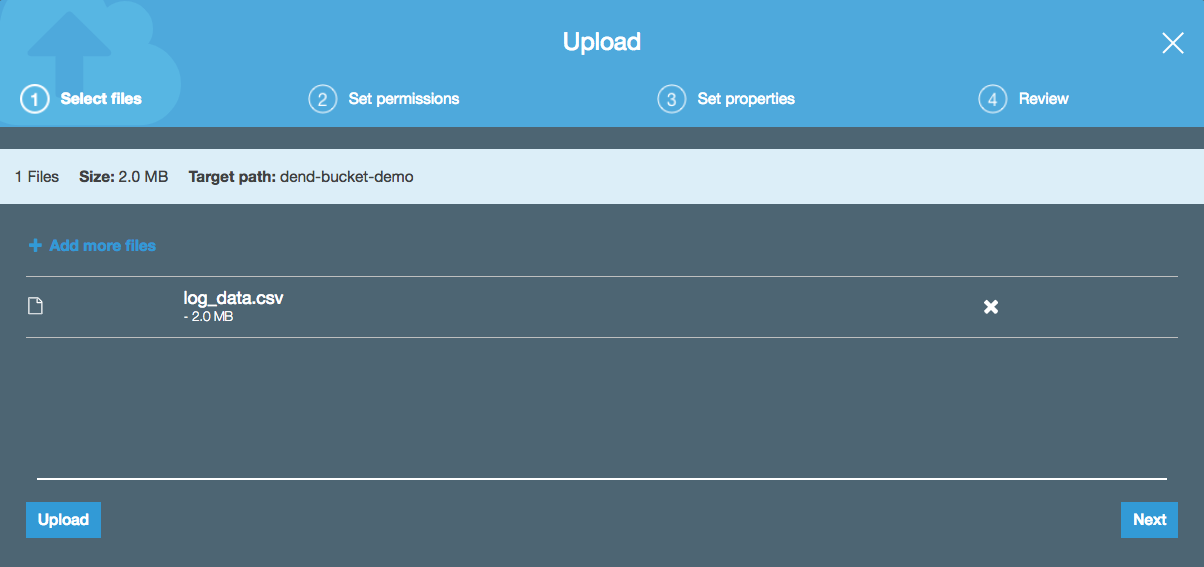 Upload
1 Select files 2 Set permissions 3 Set properties 4 Review
1 Files Size: 2.0 MB Target path: dend-bucket-demo
+ Add more files
log_data.csv
- 2.0 MB
Upload Next